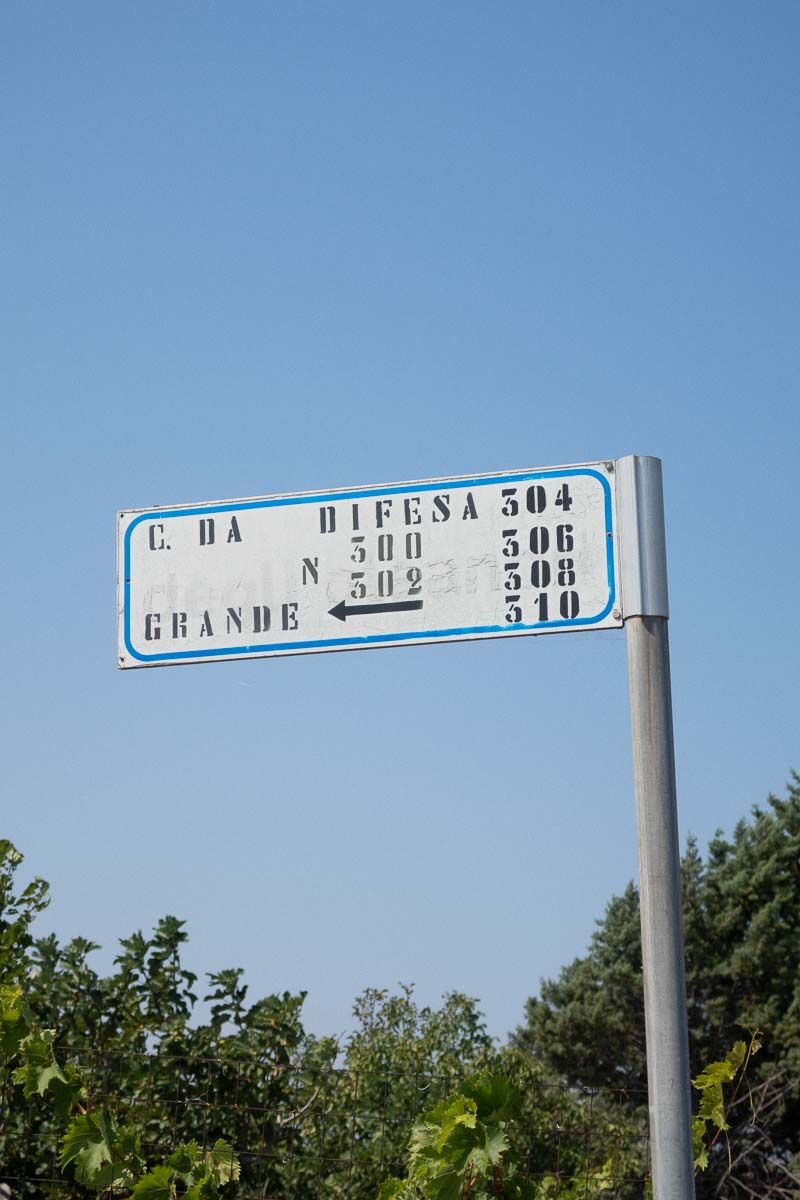 C. DA DIFESA 304
300 306
N 302 308
GRANDE 310